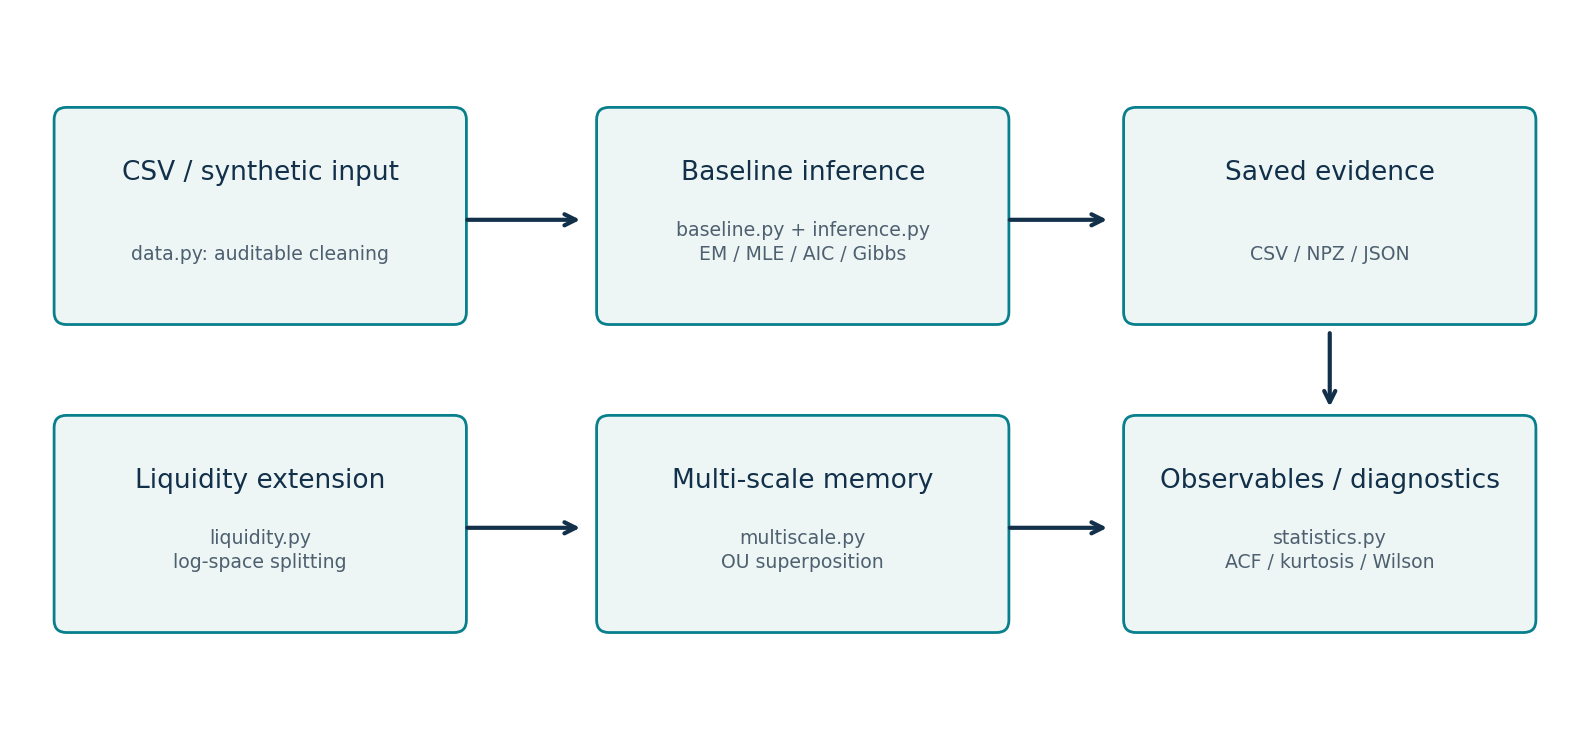 CSV / synthetic input
data.py: auditable cleaning
Baseline inference
baseline.py + inference.py
EM / MLE / AIC / Gibbs
Saved evidence
CSV / NPZ / JSON
Liquidity extension
liquidity.py
log-space splitting
Multi-scale memory
multiscale.py
OU superposition
Observables / diagnostics
statistics.py
ACF / kurtosis / Wilson